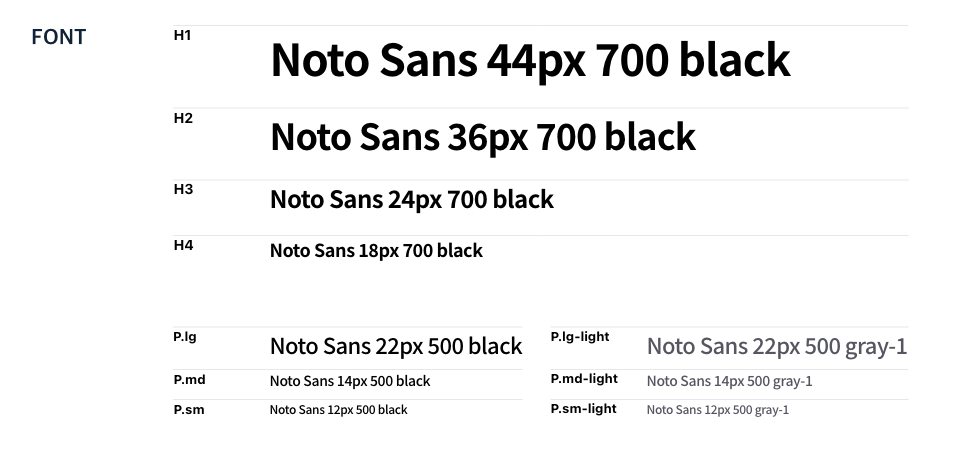 FONT
H1
Noto Sans 44px 700 black
H2
Noto Sans 36px 700 black
H3
Noto Sans 24px 700 black
H4
Noto Sans 18px 700 black
P.lg
Noto Sans 22px 500 black
P.lg-light
Noto Sans 22px 500 gray-1
P.md
Noto Sans 14px 500 black
P.md-light
Noto Sans 14px 500 gray-1
P.sm
Noto Sans 12px 500 black
P.sm-light
Noto Sans 12px 500 gray-1